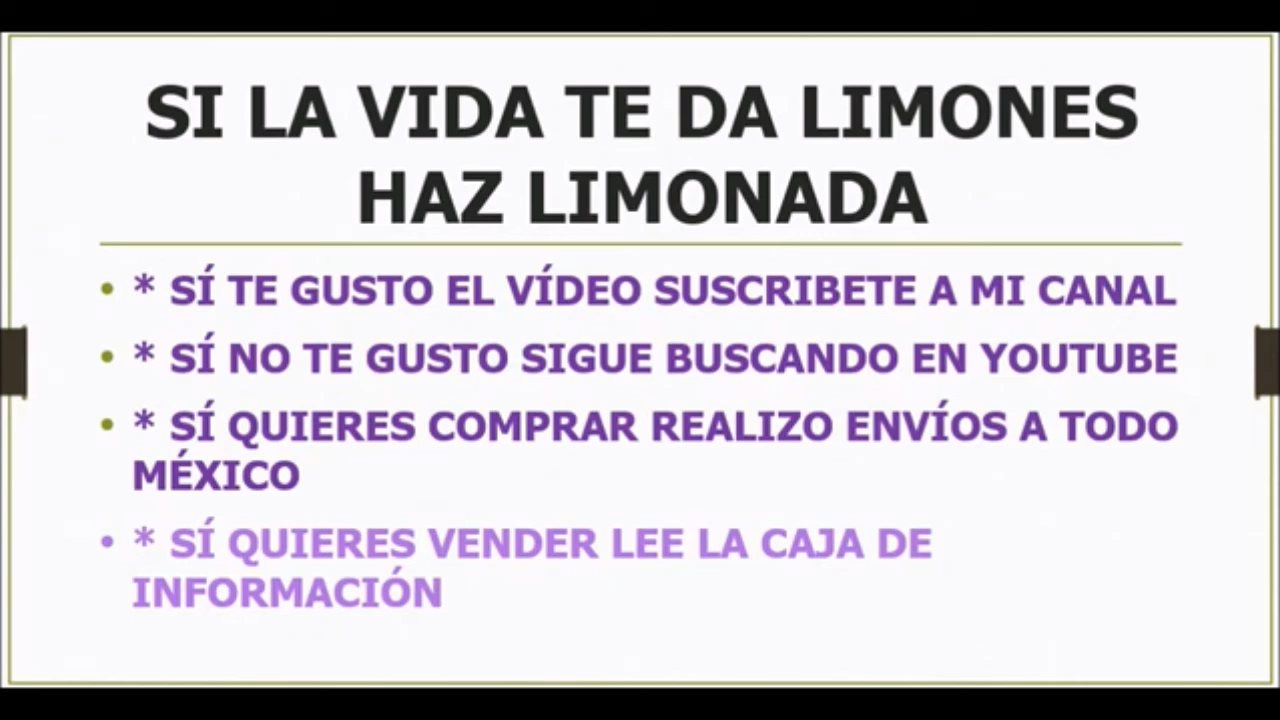 SI LA VIDA TE DA LIMONES
HAZ LIMONADA
• * SÍ TE GUSTO EL VÍDEO SUSCRIBETE A MI CANAL
• * SÍ NO TE GUSTO SIGUE BUSCANDO EN YOUTUBE
• * SÍ QUIERES COMPRAR REALIZO ENVÍOS A TODO
MÉXICO
• * SÍ QUIERES VENDER LEE LA CAJA DE
INFORMACIÓN